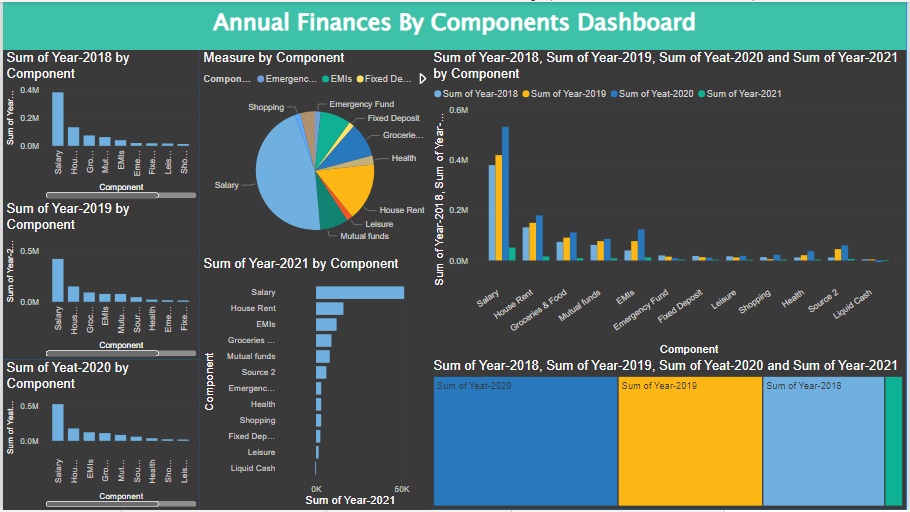 Annual Finances By Components Dashboard
Sum of Year-2018 by
Component
Sum of Year...
0.4M
0.2M
0.0M
Salary
Hou...
Gro...
Mut...
EMIs
Eme...
Fixe...
Leis...
Sho...
Component
Sum of Year-2019 by
Component
Sum of Year-2...
0.5M
0.0M
Salary
Hous...
Groc...
EMIs
Mutu...
Sour...
Health
Eme...
Fixe...
Component
Sum of Yeat-2020 by
Component
Sum of Yeat...
0.5M
0.0M
Salary
Hou...
EMIs
Gro...
Mut...
Sou...
Health
Sho...
Leis...
Component
Measure by Component
Compon...
Emergenc...
EMIs
Fixed De...
Shopping
Emergency Fund
Fixed Deposit
Grocerie...
Health
Salary
House Rent
Leisure
Mutual funds
Sum of Year-2021 by Component
Component
Salary
House Rent
EMIs
Groceries ...
Mutual funds
Source 2
Emergenc...
Health
Shopping
Fixed Dep...
Leisure
Liquid Cash
0K
50K
Sum of Year-2021
Sum of Year-2018, Sum of Year-2019, Sum of Yeat-2020 and Sum of Year-2021
by Component
Sum of Year-2018
Sum of Year-2019
Sum of Yeat-2020
Sum of Year-2021
Sum of Year-2018, Sum of Year-...
0.6M
0.4M
0.2M
0.0M
Salary
House Rent
Groceries & Food
Mutual funds
EMIs
Emergency Fund
Fixed Deposit
Leisure
Shopping
Health
Source 2
Liquid Cash
Component
Sum of Year-2018, Sum of Year-2019, Sum of Yeat-2020 and Sum of Year-2021
Sum of Yeat-2020
Sum of Year-2019
Sum of Year-2018